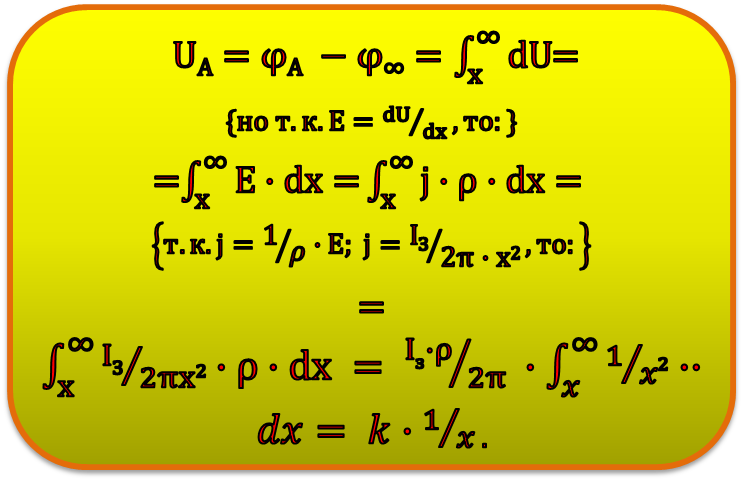 U_A = φ_A − φ_∞ = ∫_x^∞ dU=
{но т. к. E = dU/dx, то: }
=∫_x^∞ E · dx = ∫_x^∞ j · ρ · dx =
{т. к. j = 1/ρ · E; j = I_з/2π · x², то: }
=
∫_x^∞ I_з/2πx² · ρ · dx = I_з·ρ/2π · ∫_x^∞ 1/x² ··
dx = k · 1/x .